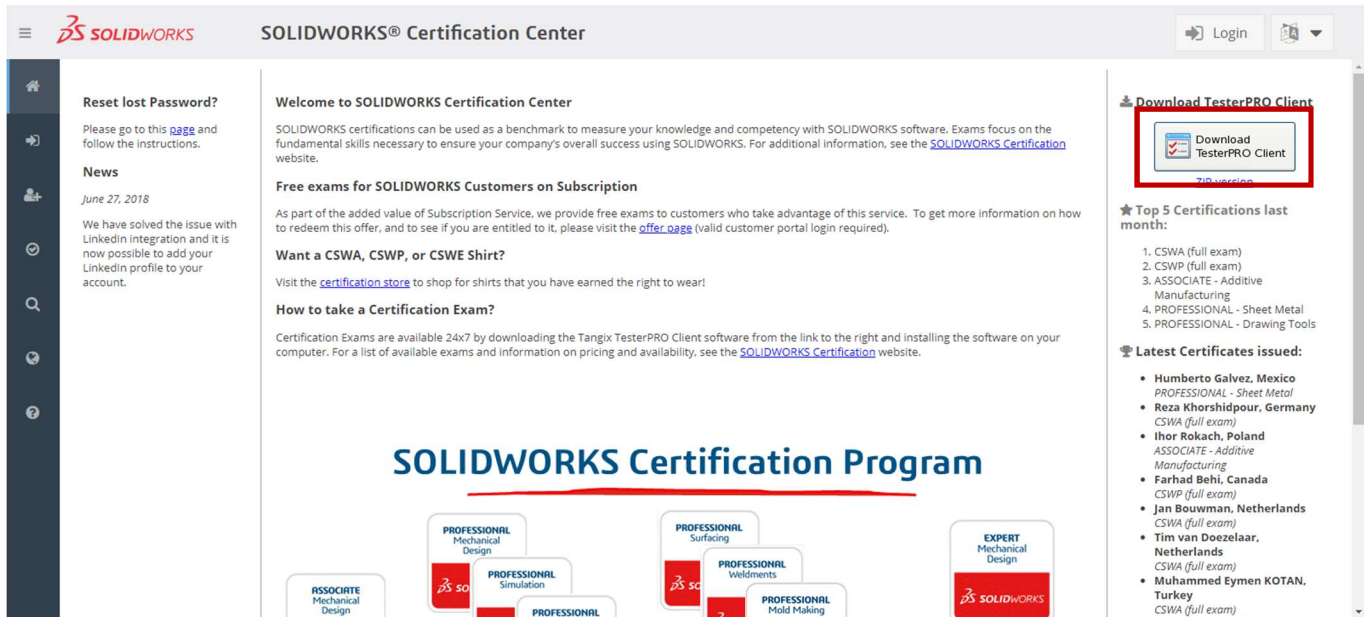 SOLIDWORKS
SOLIDWORKS® Certification Center
Login
Reset lost Password?
Please go to this page and
follow the instructions.
News
June 27, 2018
We have solved the issue with
LinkedIn integration and it is
now possible to add your
LinkedIn profile to your
account.
Welcome to SOLIDWORKS Certification Center
SOLIDWORKS certifications can be used as a benchmark to measure your knowledge and competency with SOLIDWORKS software. Exams focus on the
fundamental skills necessary to ensure your company's overall success using SOLIDWORKS. For additional information, see the SOLIDWORKS Certification
website.
Free exams for SOLIDWORKS Customers on Subscription
As part of the added value of Subscription Service, we provide free exams to customers who take advantage of this service. To get more information on how
to redeem this offer, and to see if you are entitled to it, please visit the offer page (valid customer portal login required).
Want a CSWA, CSWP, or CSWE Shirt?
Visit the certification store to shop for shirts that you have earned the right to wear!
How to take a Certification Exam?
Certification Exams are available 24x7 by downloading the Tangix TesterPRO Client software from the link to the right and installing the software on your
computer. For a list of available exams and information on pricing and availability, see the SOLIDWORKS Certification website.
SOLIDWORKS Certification Program
ASSOCIATE
Mechanical
Design
PROFESSIONAL
Mechanical
Design
SO
PROFESSIONAL
Simulation
PROFESSIONAL
PROFESSIONAL
Surfacing
SO
PROFESSIONAL
Weldments
PROFESSIONAL
Mold Making
EXPERT
Mechanical
Design
SOLIDWORKS
Download TesterPRO Client
Download
TesterPRO Client
ZIP version
Top 5 Certifications last
month:
1. CSWA (full exam)
2. CSWP (full exam)
3. ASSOCIATE - Additive
Manufacturing
4. PROFESSIONAL - Sheet Metal
5. PROFESSIONAL - Drawing Tools
Latest Certificates issued:
• Humberto Galvez, Mexico
PROFESSIONAL - Sheet Metal
• Reza Khorshidpour, Germany
CSWA (full exam)
• Ihor Rokach, Poland
ASSOCIATE - Additive
Manufacturing
• Farhad Behi, Canada
CSWP (full exam)
• Jan Bouwman, Netherlands
CSWA (full exam)
• Tim van Doezelaar,
Netherlands
CSWA (full exam)
• Muhammed Eymen KOTAN,
Turkey
CSWA (full exam)